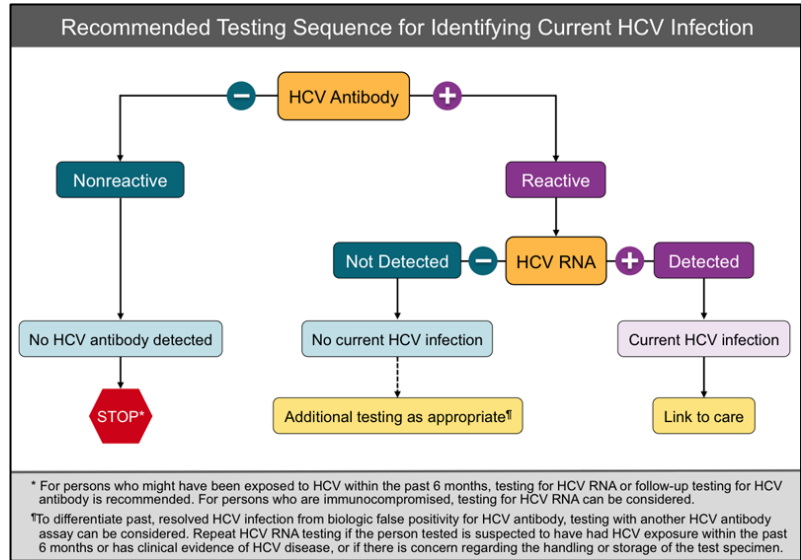 Recommended Testing Sequence for Identifying Current HCV Infection
− HCV Antibody +
Nonreactive
Reactive
Not Detected − HCV RNA + Detected
No HCV antibody detected
No current HCV infection
Current HCV infection
STOP*
Additional testing as appropriate¶
Link to care
* For persons who might have been exposed to HCV within the past 6 months, testing for HCV RNA or follow-up testing for HCV
antibody is recommended. For persons who are immunocompromised, testing for HCV RNA can be considered.
¶To differentiate past, resolved HCV infection from biologic false positivity for HCV antibody, testing with another HCV antibody
assay can be considered. Repeat HCV RNA testing if the person tested is suspected to have had HCV exposure within the past
6 months or has clinical evidence of HCV disease, or if there is concern regarding the handling or storage of the test specimen.